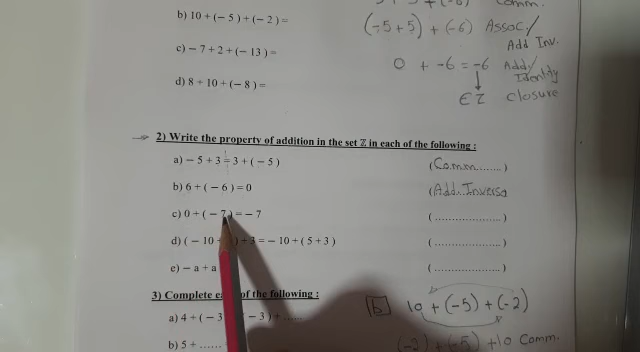 b) 10 + ( − 5 ) + ( − 2 ) =
(-5+5) + (-6) Assoc/
Add Inv.
c) − 7 + 2 + ( − 13 ) =
0 + -6 = -6 Add/
Identity
d) 8 + 10 + ( − 8 ) =
∈ Z closure
2) Write the property of addition in the set ℤ in each of the following :
a) − 5 + 3 = 3 + ( − 5 ) (Comm.......)
b) 6 + ( − 6 ) = 0 (Add. Inverse
c) 0 + ( − 7 ) = − 7 (.....................)
d) ( − 10 + 3 = − 10 + ( 5 + 3 ) (.....................)
e) − a + a (.....................)
3) Complete each of the following :
b 10 + (-5) + (-2)
a) 4 + ( − 3 − 3 ) + ......
b) 5 + ......
(-2) + (-5) + 10 Comm.